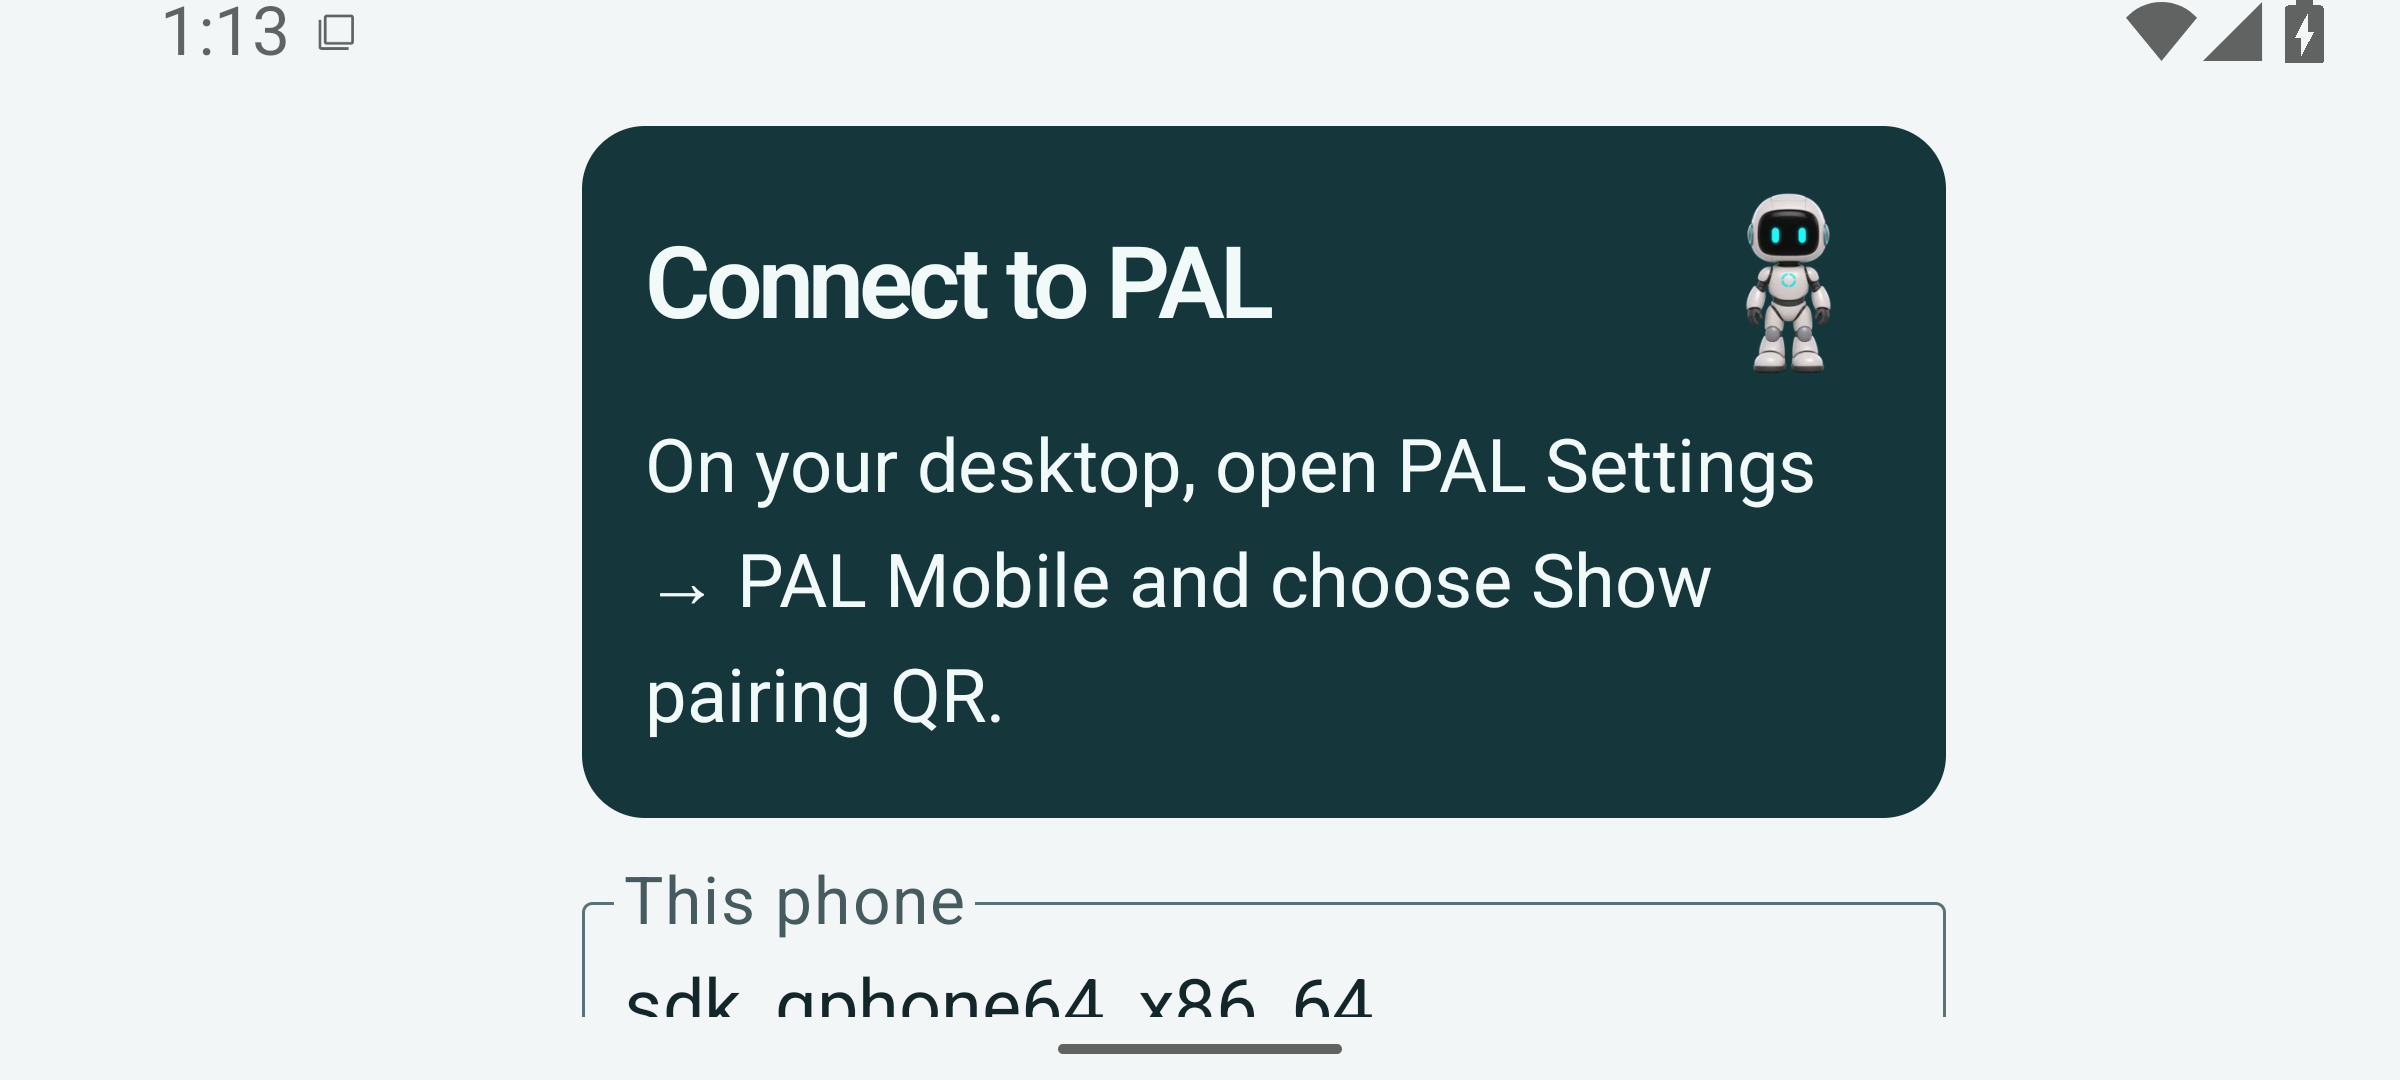 1:13
Connect to PAL
On your desktop, open PAL Settings
→ PAL Mobile and choose Show
pairing QR.
This phone
sdk_gphone64_x86_64